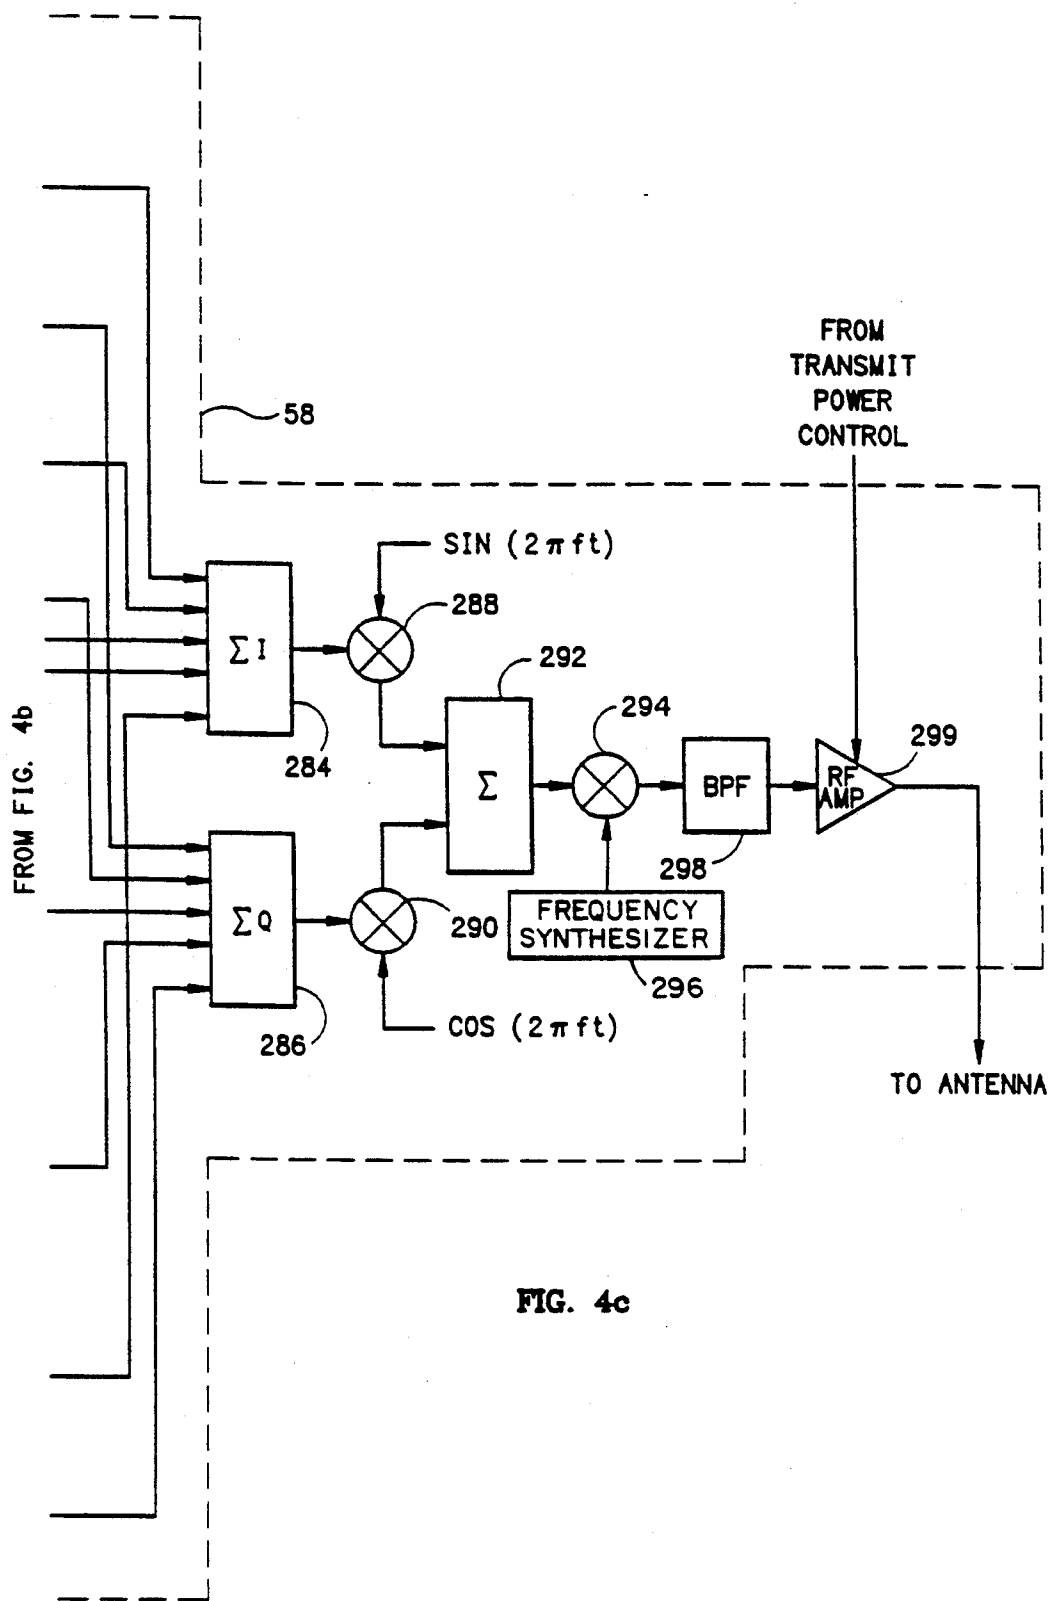 FROM
TRANSMIT
POWER
CONTROL
58
SIN (2πft)
288
ΣI
292
284
294
299
FROM FIG. 4b
Σ
BPF
RF
AMP
298
ΣQ
290
FREQUENCY
SYNTHESIZER
296
286
COS (2πft)
TO ANTENNA
FIG. 4c